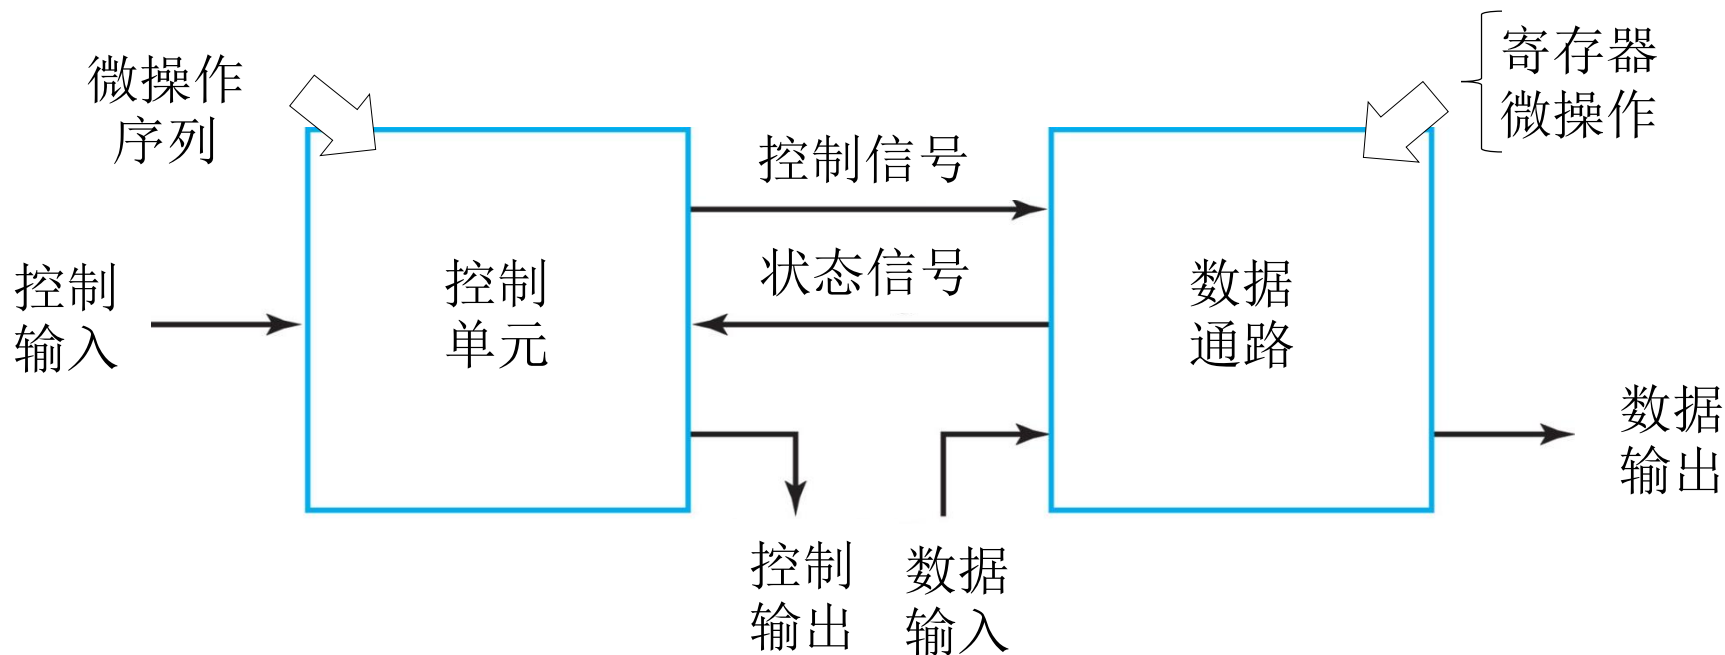 微操作
序列
寄存器
微操作
控制信号
状态信号
控制
输入
控制
单元
数据
通路
数据
输出
控制
输出
数据
输入